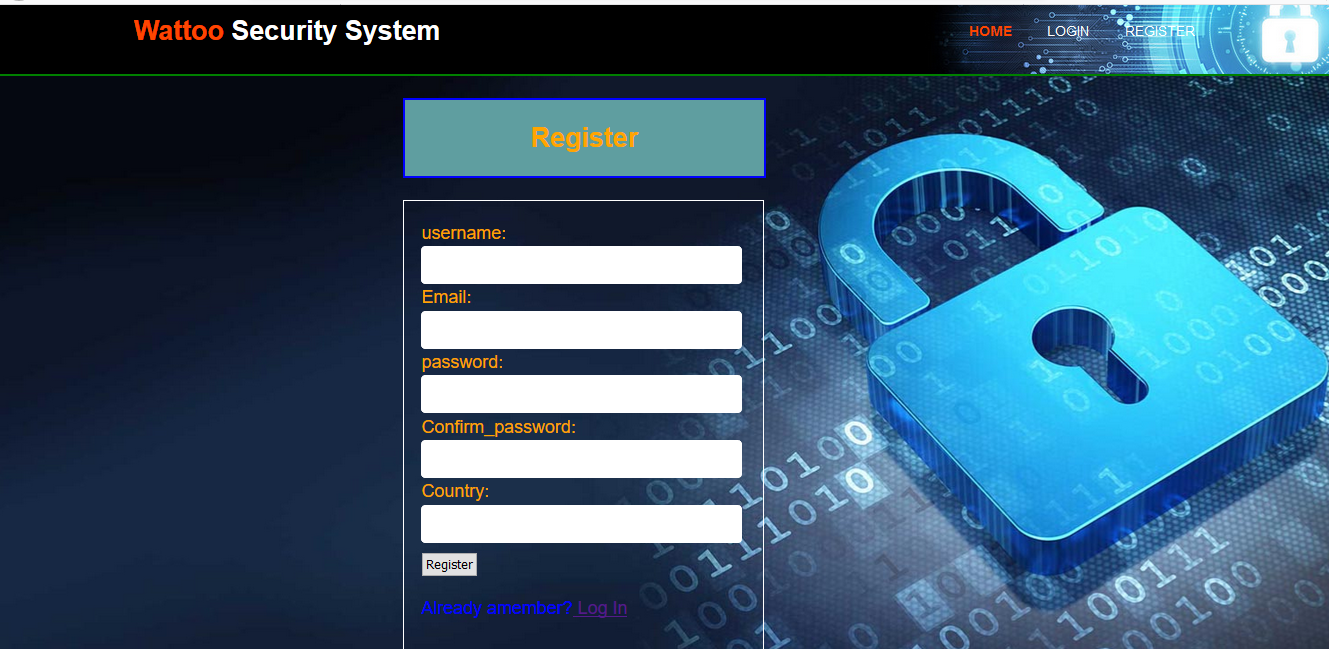 Wattoo Security System
HOME LOGIN REGISTER
Register
username:
Email:
password:
Confirm_password:
Country:
Register
Already amember? Log In